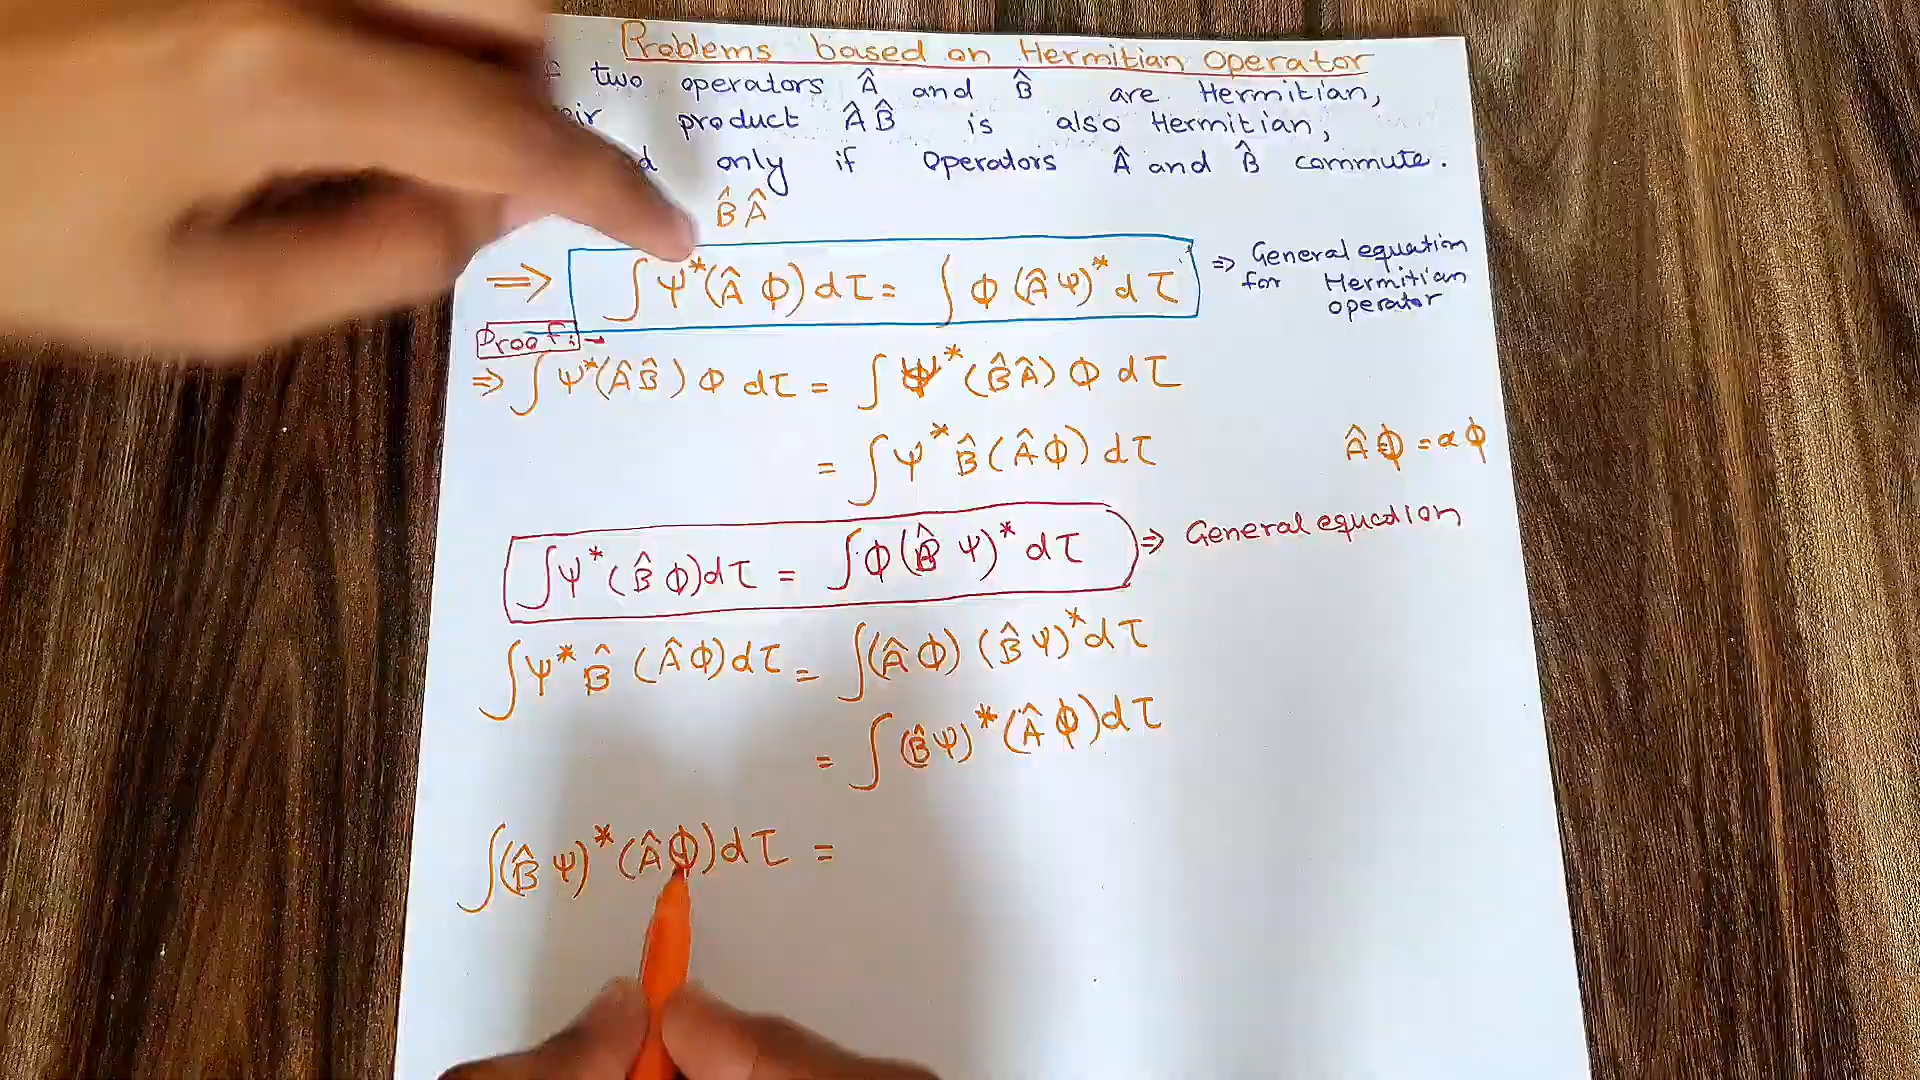 Problems based on Hermitian Operator
two operators Â and B̂ are Hermitian,
product ÂB̂ is also Hermitian,
only if operators Â and B̂ commute.
B̂Â
⇒ ∫ψ*(Âϕ)dτ = ∫ϕ(Âψ)*dτ ⇒ General equation for Hermitian operator
Proof:-
⇒ ∫ψ*(ÂB̂)ϕ dτ = ∫ψ*(B̂Â)ϕ dτ
= ∫ψ*B̂(Âϕ)dτ Âϕ=αϕ
∫ψ*(B̂ϕ)dτ = ∫ϕ(B̂ψ)*dτ ⇒ General equation
∫ψ*B̂(Âϕ)dτ = ∫(Âϕ)(B̂ψ)*dτ
= ∫(B̂ψ)*(Âϕ)dτ
∫(B̂ψ)*(Âϕ)dτ =